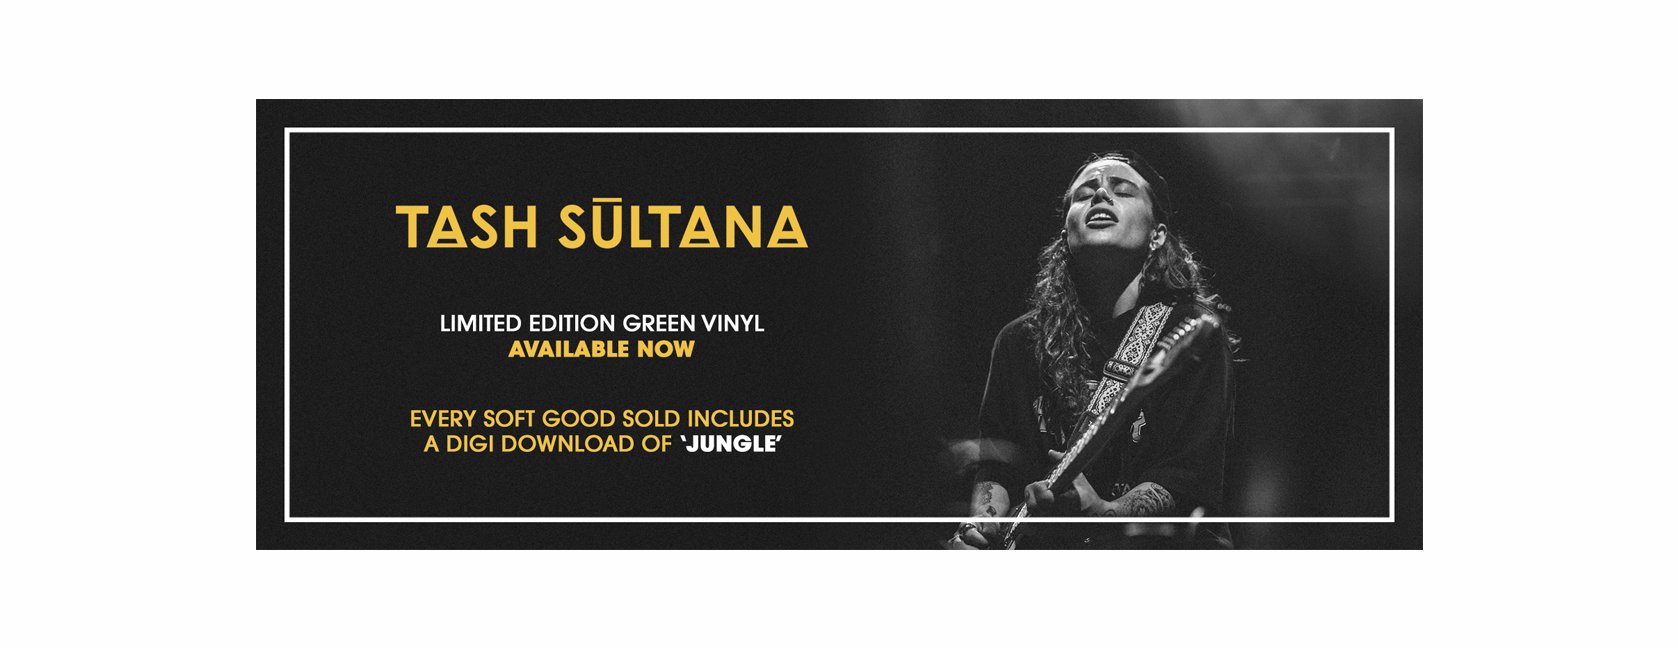 TASH SŪLTANA
LIMITED EDITION GREEN VINYL
AVAILABLE NOW
EVERY SOFT GOOD SOLD INCLUDES
A DIGI DOWNLOAD OF ‘JUNGLE’